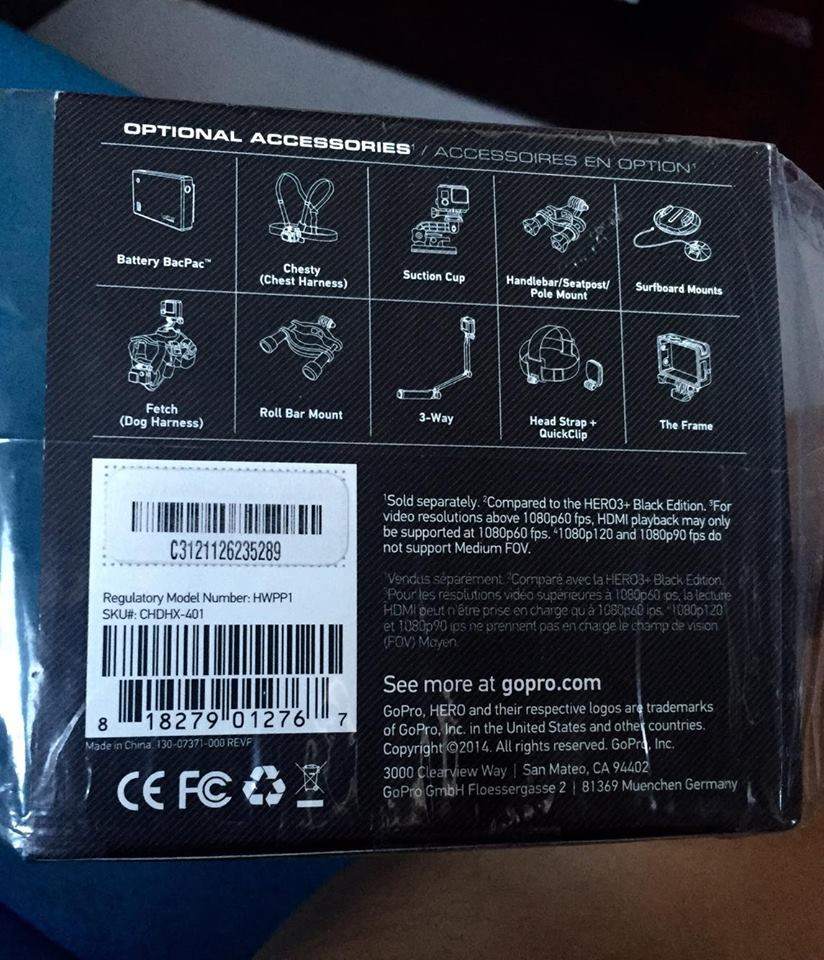 OPTIONAL ACCESSORIES¹ / ACCESSOIRES EN OPTION¹
Battery BacPac™
Chesty
(Chest Harness)
Suction Cup
Handlebar/Seatpost/
Pole Mount
Surfboard Mounts
Fetch
(Dog Harness)
Roll Bar Mount
3-Way
Head Strap +
QuickClip
The Frame
C3121126235289
Regulatory Model Number: HWPP1
SKU#: CHDHX-401
8 18279 01276 7
Made in China 130-07371-000 REVF
CE FC
¹Sold separately. ²Compared to the HERO3+ Black Edition. ³For
video resolutions above 1080p60 fps, HDMI playback may only
be supported at 1080p60 fps. ⁴1080p120 and 1080p90 fps do
not support Medium FOV.
¹Vendus séparément. ²Comparé avec la HERO3+ Black Edition.
³Pour les résolutions vidéo supérieures à 1080p60 ips, la lecture
HDMI peut n'être prise en charge qu'à 1080p60 ips. ⁴1080p120
et 1080p90 ips ne prennent pas en charge le champ de vision
(FOV) Moyen.
See more at gopro.com
GoPro, HERO and their respective logos are trademarks
of GoPro, Inc. in the United States and other countries.
Copyright ©2014. All rights reserved. GoPro, Inc.
3000 Clearview Way | San Mateo, CA 94402
GoPro GmbH Floessergasse 2 | 81369 Muenchen Germany